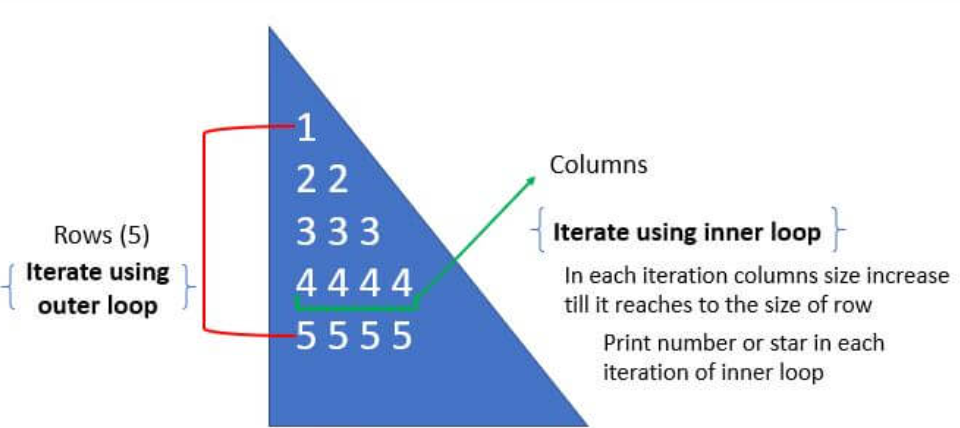 1
2 2
3 3 3
4 4 4 4
5 5 5 5
Rows (5)
Iterate using
outer loop
Columns
Iterate using inner loop
In each iteration columns size increase
till it reaches to the size of row
Print number or star in each
iteration of inner loop